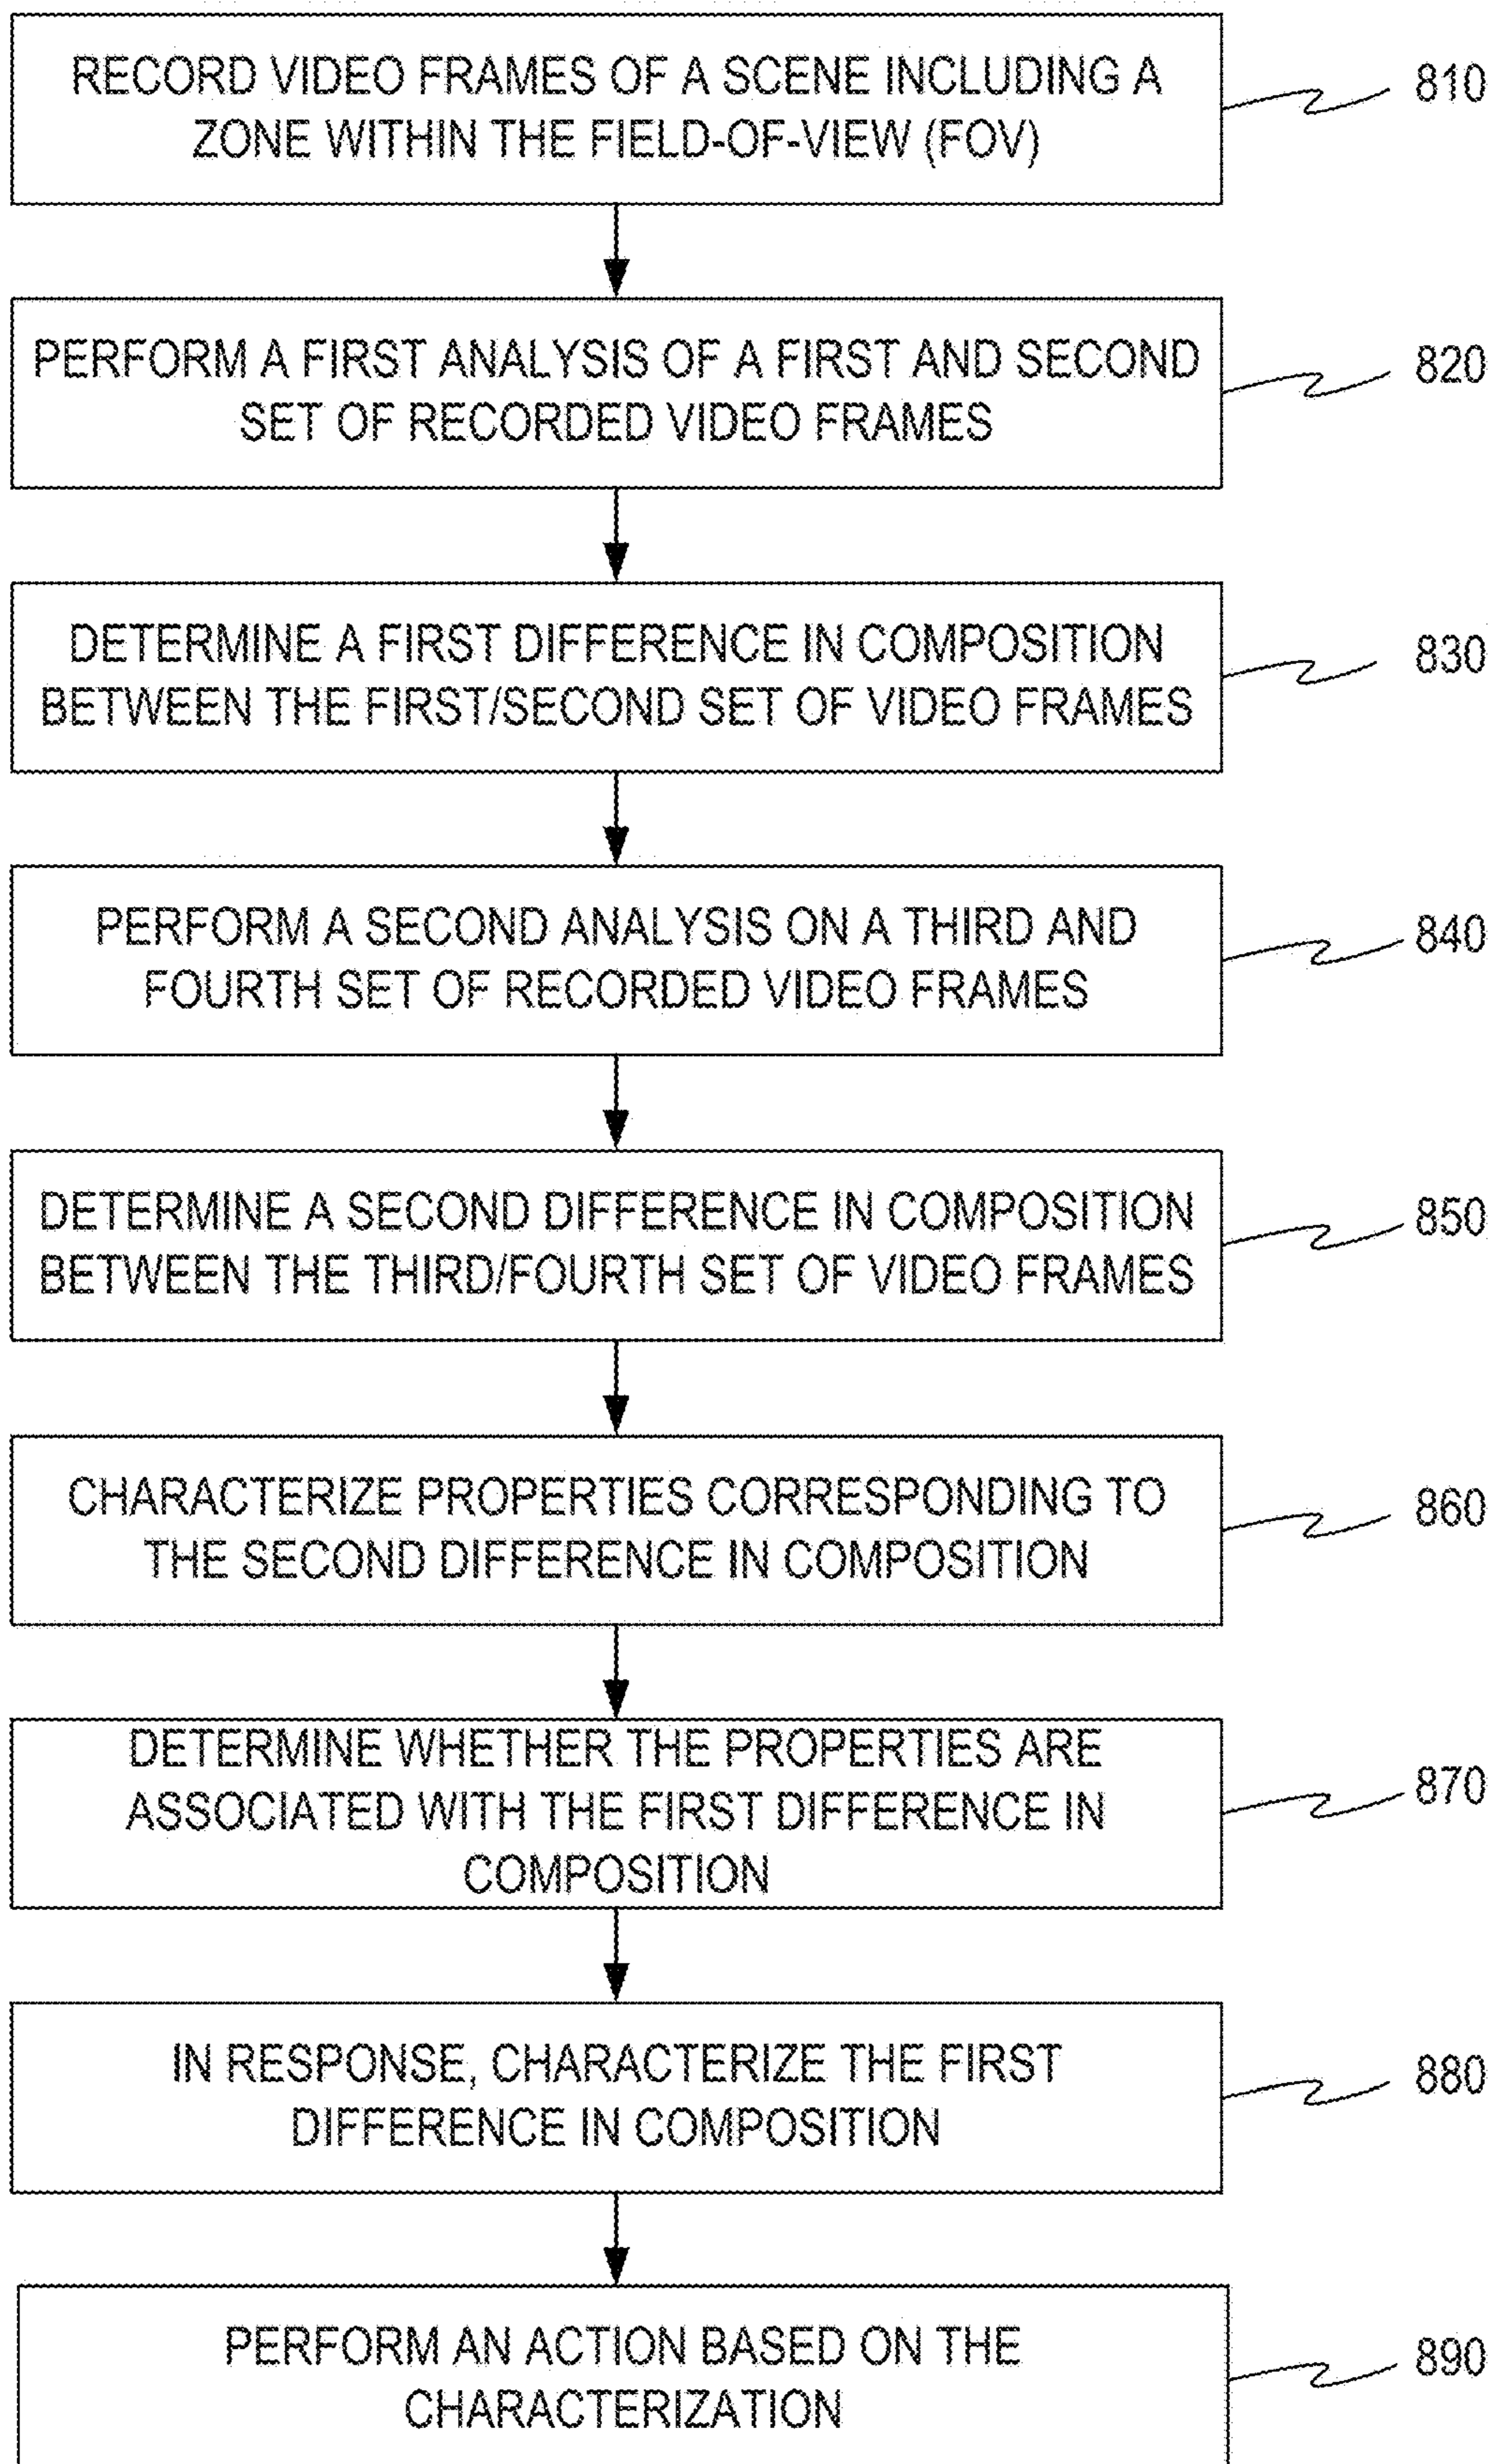 RECORD VIDEO FRAMES OF A SCENE INCLUDING A
ZONE WITHIN THE FIELD-OF-VIEW (FOV)
810
PERFORM A FIRST ANALYSIS OF A FIRST AND SECOND
SET OF RECORDED VIDEO FRAMES
820
DETERMINE A FIRST DIFFERENCE IN COMPOSITION
BETWEEN THE FIRST/SECOND SET OF VIDEO FRAMES
830
PERFORM A SECOND ANALYSIS ON A THIRD AND
FOURTH SET OF RECORDED VIDEO FRAMES
840
DETERMINE A SECOND DIFFERENCE IN COMPOSITION
BETWEEN THE THIRD/FOURTH SET OF VIDEO FRAMES
850
CHARACTERIZE PROPERTIES CORRESPONDING TO
THE SECOND DIFFERENCE IN COMPOSITION
860
DETERMINE WHETHER THE PROPERTIES ARE
ASSOCIATED WITH THE FIRST DIFFERENCE IN
COMPOSITION
870
IN RESPONSE, CHARACTERIZE THE FIRST
DIFFERENCE IN COMPOSITION
880
PERFORM AN ACTION BASED ON THE
CHARACTERIZATION
890